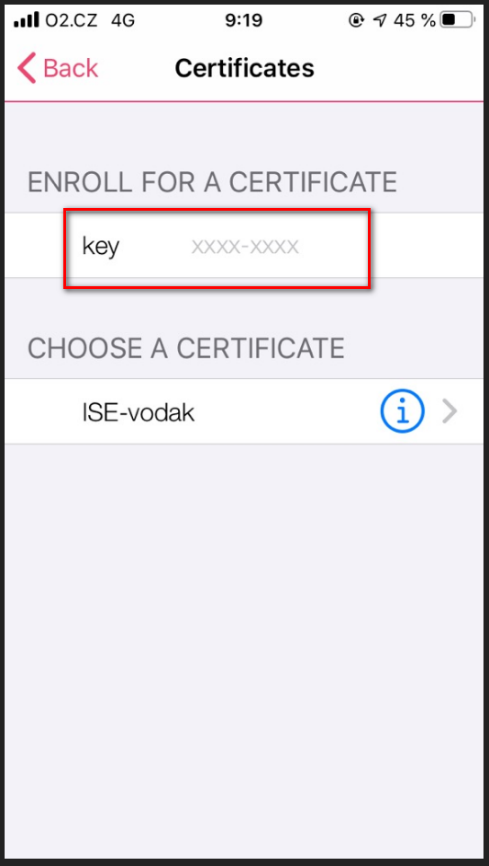 O2.CZ 4G 9:19 45 %
Back Certificates
ENROLL FOR A CERTIFICATE
key xxxx-xxxx
CHOOSE A CERTIFICATE
ISE-vodak i